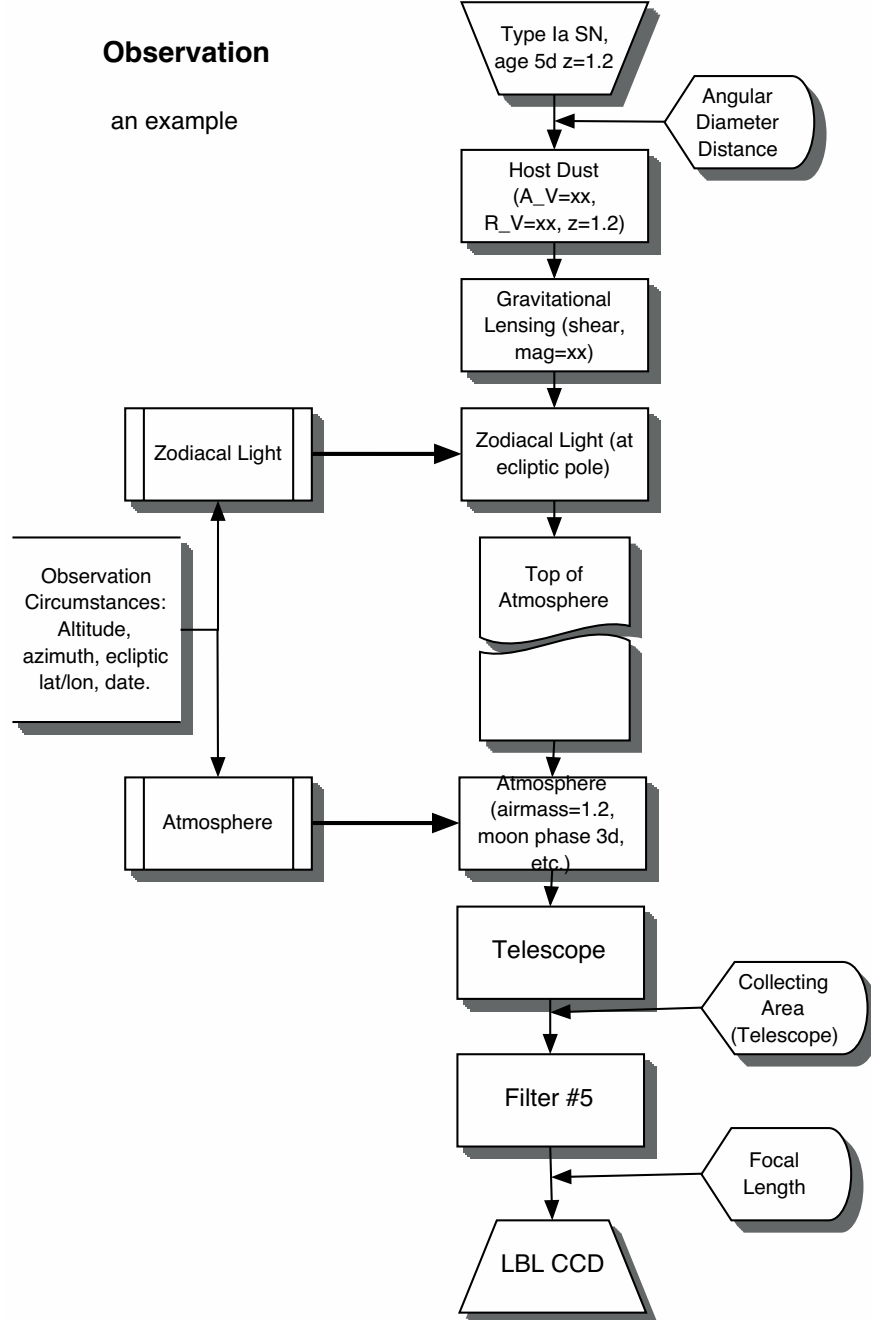 Observation
an example
Type Ia SN,
age 5d z=1.2
Angular
Diameter
Distance
Host Dust
(A_V=xx,
R_V=xx, z=1.2)
Gravitational
Lensing (shear,
mag=xx)
Zodiacal Light
Zodiacal Light (at
ecliptic pole)
Observation
Circumstances:
Altitude,
azimuth, ecliptic
lat/lon, date.
Top of
Atmosphere
Atmosphere
Atmosphere
(airmass=1.2,
moon phase 3d,
etc.)
Telescope
Collecting
Area
(Telescope)
Filter #5
Focal
Length
LBL CCD